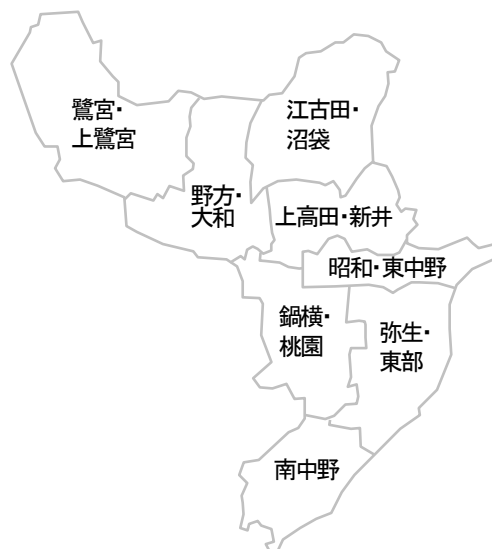 鷺宮・
上鷺宮
江古田・
沼袋
野方・
大和
上高田・新井
昭和・東中野
鍋横・
桃園
弥生・
東部
南中野